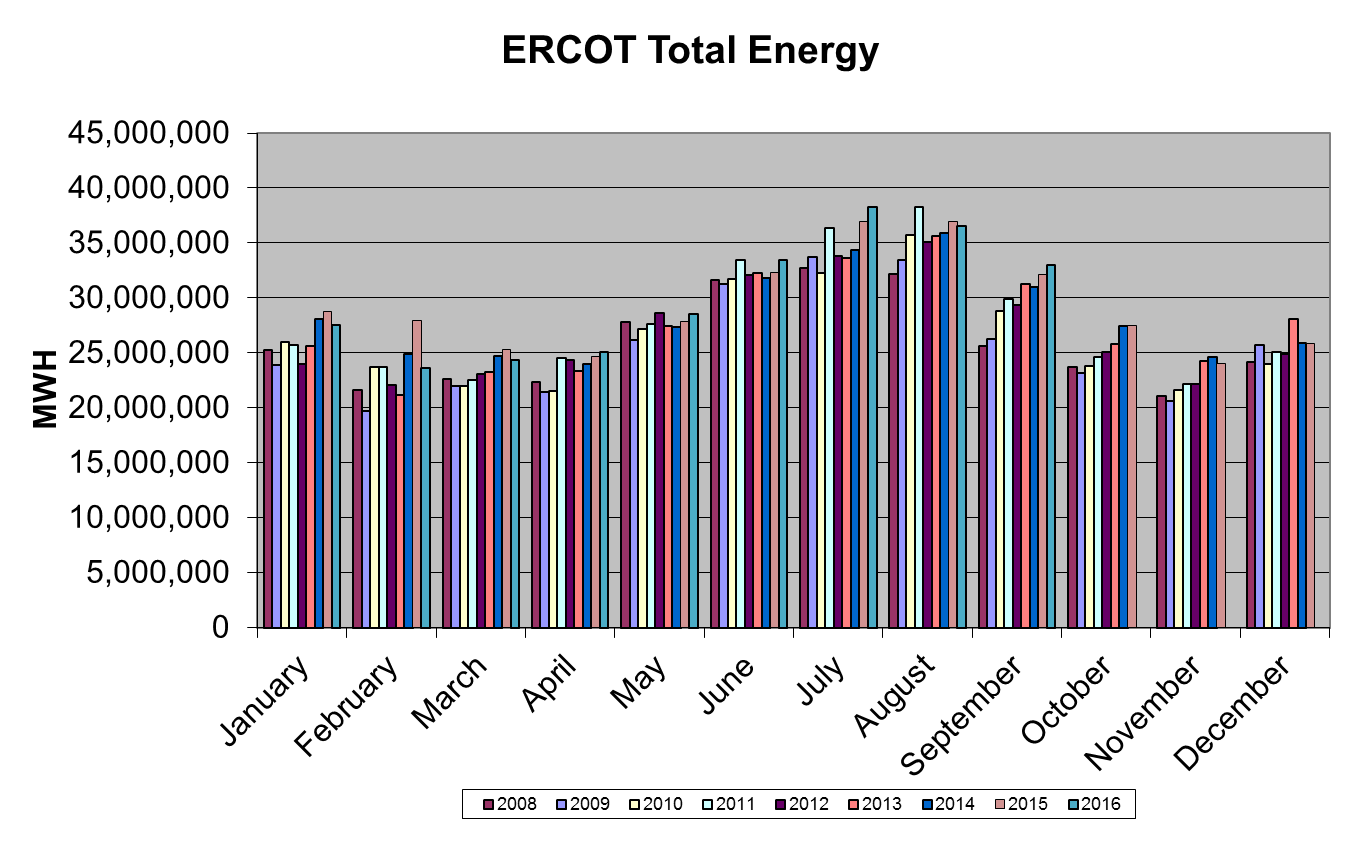 ERCOT Total Energy
45,000,000
40,000,000
35,000,000
30,000,000
25,000,000
20,000,000
15,000,000
10,000,000
5,000,000
0
MWH
January
February
March
April
May
June
July
August
September
October
November
December
2008 2009 2010 2011 2012 2013 2014 2015 2016